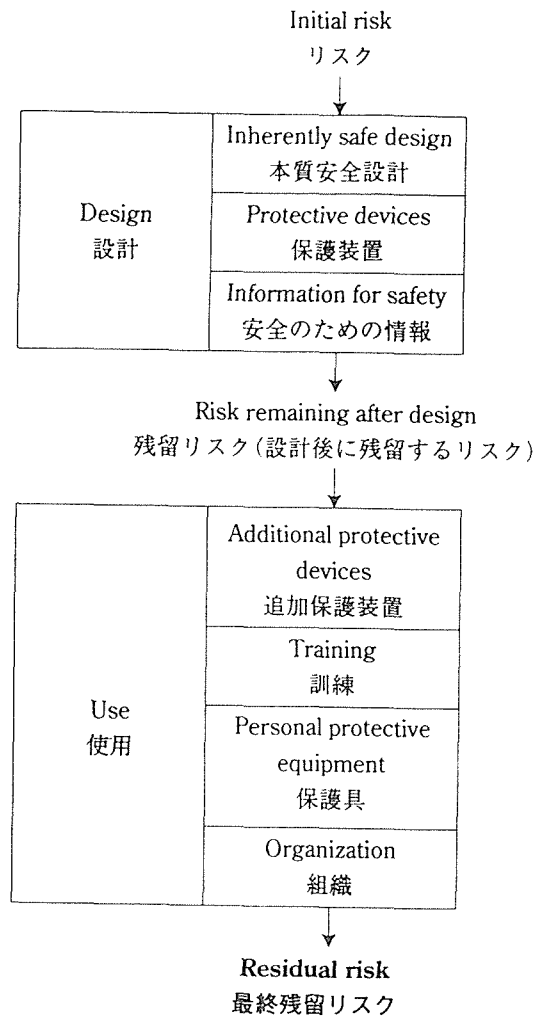 Initial risk
リスク
Design
設計
Inherently safe design
本質安全設計
Protective devices
保護装置
Information for safety
安全のための情報
Risk remaining after design
残留リスク(設計後に残留するリスク)
Use
使用
Additional protective
devices
追加保護装置
Training
訓練
Personal protective
equipment
保護具
Organization
組織
Residual risk
最終残留リスク